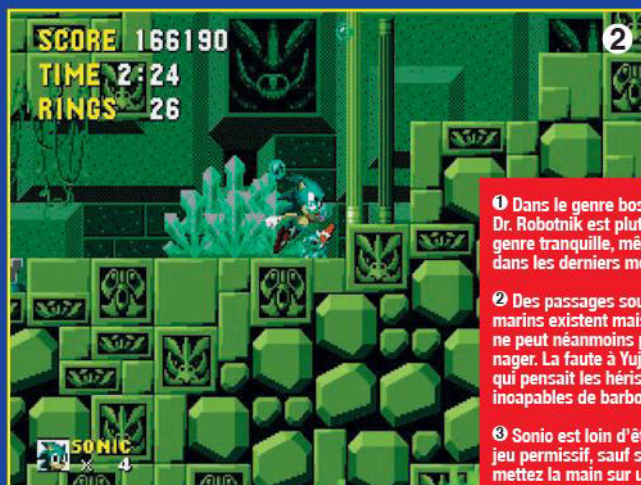 SCORE 166190
TIME 2:24
RINGS 26
SONIC
× 4
2
❶ Dans le genre bos
Dr. Robotnik est plut
genre tranquille, mê
dans les derniers mo
❷ Des passages sou
marins existent mais
ne peut néanmoins p
nager. La faute à Yuj
qui pensait les héris
incapables de barbo
❸ Sonic est loin d'êt
jeu permissif, sauf s
mettez la main sur u